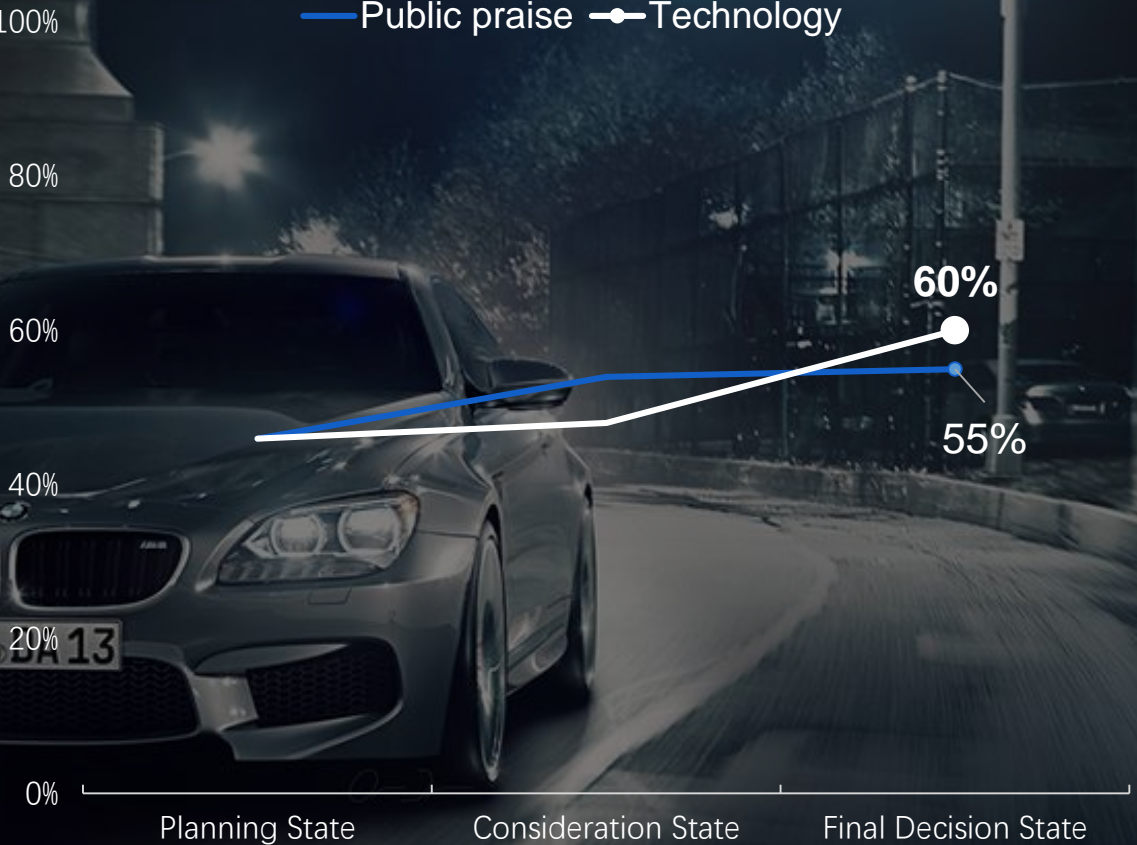 Public praise Technology
100%
80%
60%
60%
55%
40%
20%
0%
DA 13
Planning State Consideration State Final Decision State